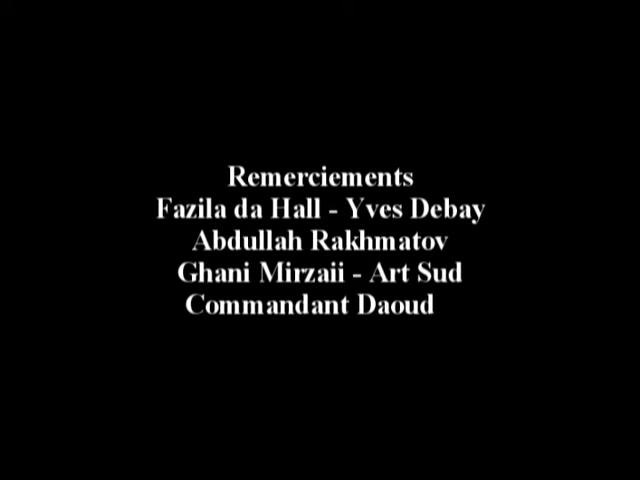 Remerciements
Fazila da Hall - Yves Debay
Abdullah Rakhmatov
Ghani Mirzaii - Art Sud
Commandant Daoud